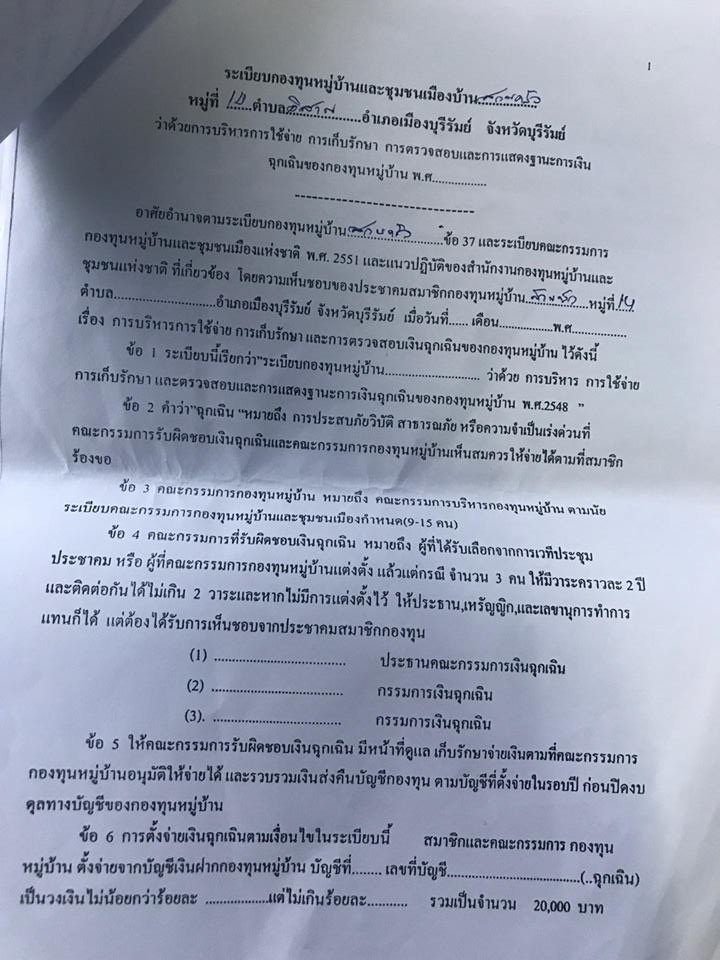 1
ระเบียบกองทุนหมู่บ้านและชุมชนเมืองบ้าน..............
หมู่ที่ 14 ตำบล อิสาณ อำเภอเมืองบุรีรัมย์ จังหวัดบุรีรัมย์
ว่าด้วยการบริหารการใช้จ่าย การเก็บรักษา การตรวจสอบและการแสดงฐานะการเงิน
ฉุกเฉินของกองทุนหมู่บ้าน พ.ศ................
----------------------------
อาศัยอำนาจตามระเบียบกองทุนหมู่บ้าน....................ข้อ 37 และระเบียบคณะกรรมการ
กองทุนหมู่บ้านและชุมชนเมืองแห่งชาติ พ.ศ. 2551 และแนวปฏิบัติของสำนักงานกองทุนหมู่บ้านและ
ชุมชนแห่งชาติ ที่เกี่ยวข้อง โดยความเห็นชอบของประชาคมสมาชิกกองทุนหมู่บ้าน..............หมู่ที่ 14
ตำบล........................อำเภอเมืองบุรีรัมย์ จังหวัดบุรีรัมย์ เมื่อวันที่...... เดือน.................พ.ศ.................
เรื่อง การบริหารการใช้จ่าย การเก็บรักษา และการตรวจสอบเงินฉุกเฉินของกองทุนหมู่บ้าน ไว้ดังนี้
ข้อ 1 ระเบียบนี้เรียกว่า"ระเบียบกองทุนหมู่บ้าน........................... ว่าด้วย การบริหาร การใช้จ่าย
การเก็บรักษา และตรวจสอบและการแสดงฐานะการเงินฉุกเฉินของกองทุนหมู่บ้าน พ.ศ.2548 "
ข้อ 2 คำว่า"ฉุกเฉิน "หมายถึง การประสบภัยวิบัติ สาธารณภัย หรือความจำเป็นเร่งด่วนที่
คณะกรรมการรับผิดชอบเงินฉุกเฉินและคณะกรรมการกองทุนหมู่บ้านเห็นสมควรให้จ่ายได้ตามที่สมาชิก
ร้องขอ
ข้อ 3 คณะกรรมการกองทุนหมู่บ้าน หมายถึง คณะกรรมการบริหารกองทุนหมู่บ้าน ตามนัย
ระเบียบคณะกรรมการกองทุนหมู่บ้านและชุมชนเมืองกำหนด(9-15 คน)
ข้อ 4 คณะกรรมการที่รับผิดชอบเงินฉุกเฉิน หมายถึง ผู้ที่ได้รับเลือกจากการเวทีประชุม
ประชาคม หรือ ผู้ที่คณะกรรมการกองทุนหมู่บ้านแต่งตั้ง แล้วแต่กรณี จำนวน 3 คน ให้มีวาระคราวละ 2 ปี
และติดต่อกันได้ไม่เกิน 2 วาระและหากไม่มีการแต่งตั้งไว้ ให้ประธาน,เหรัญญิก,และเลขานุการทำการ
แทนก็ได้ แต่ต้องได้รับการเห็นชอบจากประชาคมสมาชิกกองทุน
(1) ..................................... ประธานคณะกรรมการเงินฉุกเฉิน
(2) ..................................... กรรมการเงินฉุกเฉิน
(3). .................................... กรรมการเงินฉุกเฉิน
ข้อ 5 ให้คณะกรรมการรับผิดชอบเงินฉุกเฉิน มีหน้าที่ดูแล เก็บรักษาจ่ายเงินตามที่คณะกรรมการ
กองทุนหมู่บ้านอนุมัติให้จ่ายได้ และรวบรวมเงินส่งคืนบัญชีกองทุน ตามบัญชีที่ตั้งจ่ายในรอบปี ก่อนปิดงบ
ดุลทางบัญชีของกองทุนหมู่บ้าน
ข้อ 6 การตั้งจ่ายเงินฉุกเฉินตามเงื่อนไขในระเบียบนี้ สมาชิกและคณะกรรมการ กองทุน
หมู่บ้าน ตั้งจ่ายจากบัญชีเงินฝากกองทุนหมู่บ้าน บัญชีที่........ เลขที่บัญชี....................................(..ฉุกเฉิน)
เป็นวงเงินไม่น้อยกว่าร้อยละ ..................แต่ไม่เกินร้อยละ........... รวมเป็นจำนวน 20,000 บาท